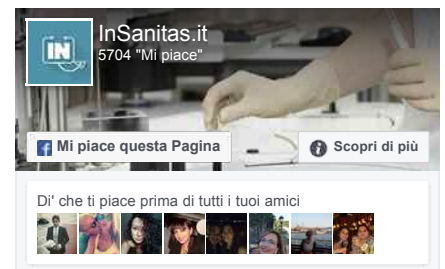 IN
InSanitas.it
5704 "Mi piace"
Mi piace questa Pagina
Scopri di più
Di' che ti piace prima di tutti i tuoi amici